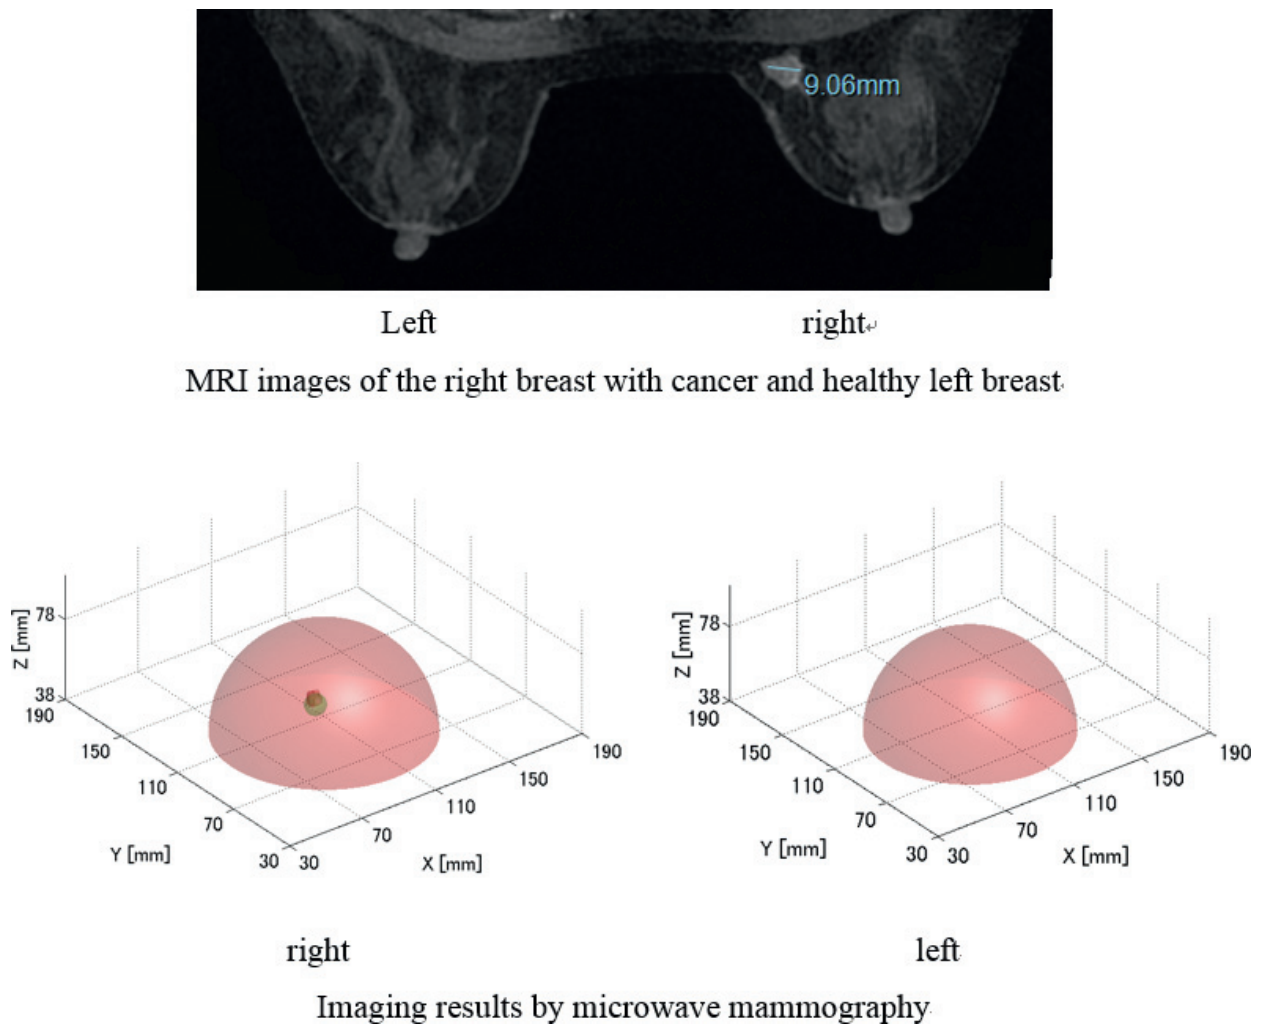 9.06mm
Left right↵
MRI images of the right breast with cancer and healthy left breast
Z [mm]
78
38
190
150
110
70
30
Y [mm]
30
70
110
150
190
X [mm]
Z [mm]
78
38
190
150
110
70
30
Y [mm]
30
70
110
150
190
X [mm]
right left
Imaging results by microwave mammography